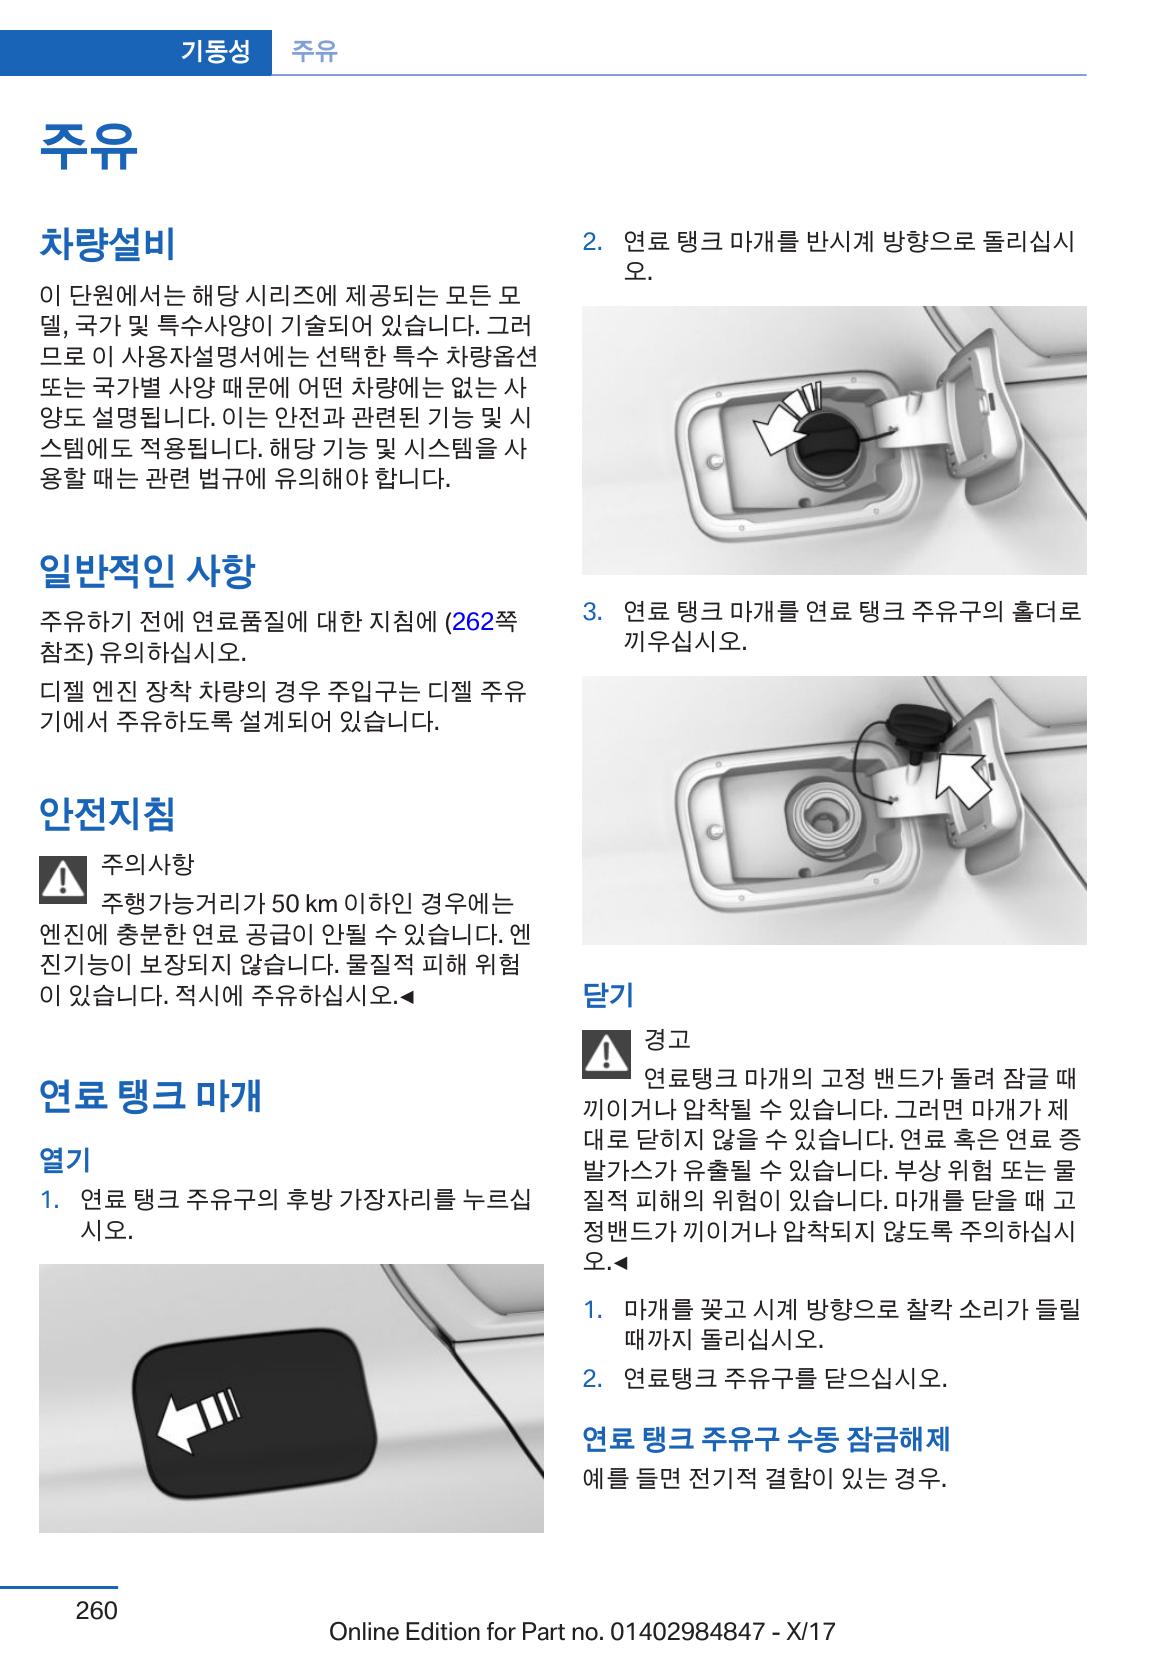 기동성 주유
주유
차량설비
이 단원에서는 해당 시리즈에 제공되는 모든 모
델, 국가 및 특수사양이 기술되어 있습니다. 그러
므로 이 사용자설명서에는 선택한 특수 차량옵션
또는 국가별 사양 때문에 어떤 차량에는 없는 사
양도 설명됩니다. 이는 안전과 관련된 기능 및 시
스템에도 적용됩니다. 해당 기능 및 시스템을 사
용할 때는 관련 법규에 유의해야 합니다.
일반적인 사항
주유하기 전에 연료품질에 대한 지침에 (262쪽
참조) 유의하십시오.
디젤 엔진 장착 차량의 경우 주입구는 디젤 주유
기에서 주유하도록 설계되어 있습니다.
안전지침
주의사항
주행가능거리가 50 km 이하인 경우에는
엔진에 충분한 연료 공급이 안될 수 있습니다. 엔
진기능이 보장되지 않습니다. 물질적 피해 위험
이 있습니다. 적시에 주유하십시오.◄
연료 탱크 마개
열기
1. 연료 탱크 주유구의 후방 가장자리를 누르십
시오.
2. 연료 탱크 마개를 반시계 방향으로 돌리십시
오.
3. 연료 탱크 마개를 연료 탱크 주유구의 홀더로
끼우십시오.
닫기
경고
연료탱크 마개의 고정 밴드가 돌려 잠글 때
끼이거나 압착될 수 있습니다. 그러면 마개가 제
대로 닫히지 않을 수 있습니다. 연료 혹은 연료 증
발가스가 유출될 수 있습니다. 부상 위험 또는 물
질적 피해의 위험이 있습니다. 마개를 닫을 때 고
정밴드가 끼이거나 압착되지 않도록 주의하십시
오.◄
1. 마개를 꽂고 시계 방향으로 찰칵 소리가 들릴
때까지 돌리십시오.
2. 연료탱크 주유구를 닫으십시오.
연료 탱크 주유구 수동 잠금해제
예를 들면 전기적 결함이 있는 경우.
260
Online Edition for Part no. 01402984847 - X/17